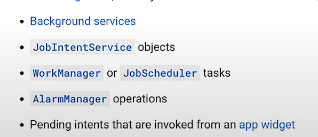 Background services
JobIntentService objects
WorkManager or JobScheduler tasks
AlarmManager operations
Pending intents that are invoked from an app widget